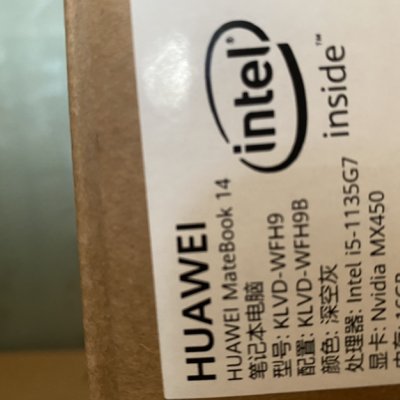 HUAWEI
HUAWEI MateBook 14
笔记本电脑
型号: KLVD-WFH9
配置: KLVD-WFH9B
颜色: 深空灰
处理器: Intel i5-1135G7
显卡: Nvidia MX450
intel
inside™